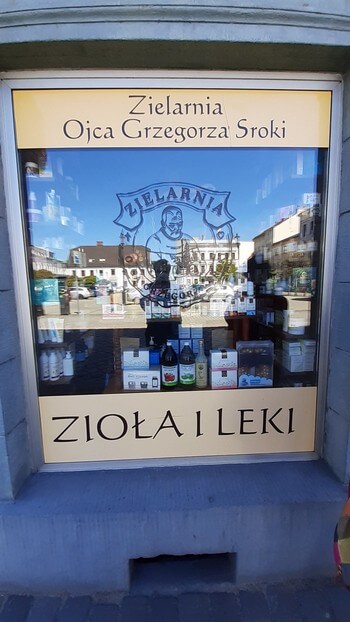 Zielarnia
Ojca Grzegorza Sroki
ZIELARNIA
ZIOŁA I LEKI